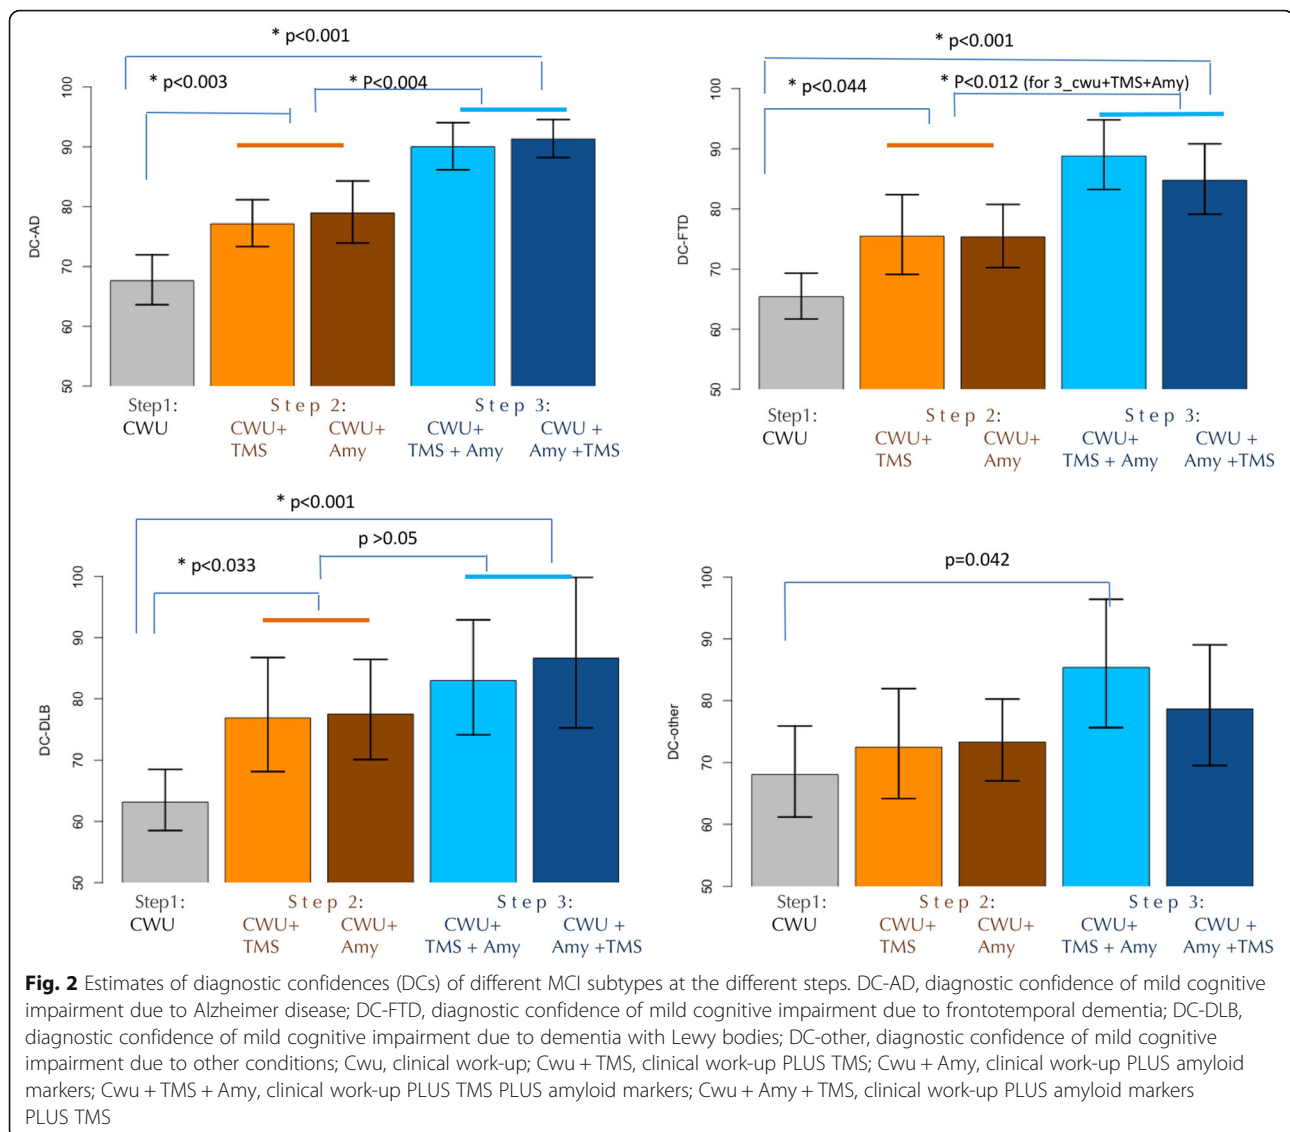 * p<0.001
* p<0.003
* P<0.004
DC-AD
100
90
80
70
60
50
Step1:
CWU
Step 2:
CWU+
TMS
CWU+
Amy
Step 3:
CWU+
TMS + Amy
CWU +
Amy +TMS
* p<0.001
* p<0.044
* P<0.012 (for 3_cwu+TMS+Amy)
DC-FTD
100
90
80
70
60
50
Step1:
CWU
Step 2:
CWU+
TMS
CWU+
Amy
Step 3:
CWU+
TMS + Amy
CWU +
Amy +TMS
* p<0.001
p >0.05
* p<0.033
DC-DLB
100
90
80
70
60
50
Step1:
CWU
Step 2:
CWU+
TMS
CWU+
Amy
Step 3:
CWU+
TMS + Amy
CWU +
Amy +TMS
p=0.042
DC-other
100
90
80
70
60
50
Step1:
CWU
Step 2:
CWU+
TMS
CWU+
Amy
Step 3:
CWU+
TMS + Amy
CWU +
Amy +TMS
Fig. 2 Estimates of diagnostic confidences (DCs) of different MCI subtypes at the different steps. DC-AD, diagnostic confidence of mild cognitive
impairment due to Alzheimer disease; DC-FTD, diagnostic confidence of mild cognitive impairment due to frontotemporal dementia; DC-DLB,
diagnostic confidence of mild cognitive impairment due to dementia with Lewy bodies; DC-other, diagnostic confidence of mild cognitive
impairment due to other conditions; Cwu, clinical work-up; Cwu + TMS, clinical work-up PLUS TMS; Cwu + Amy, clinical work-up PLUS amyloid
markers; Cwu + TMS + Amy, clinical work-up PLUS TMS PLUS amyloid markers; Cwu + Amy + TMS, clinical work-up PLUS amyloid markers
PLUS TMS